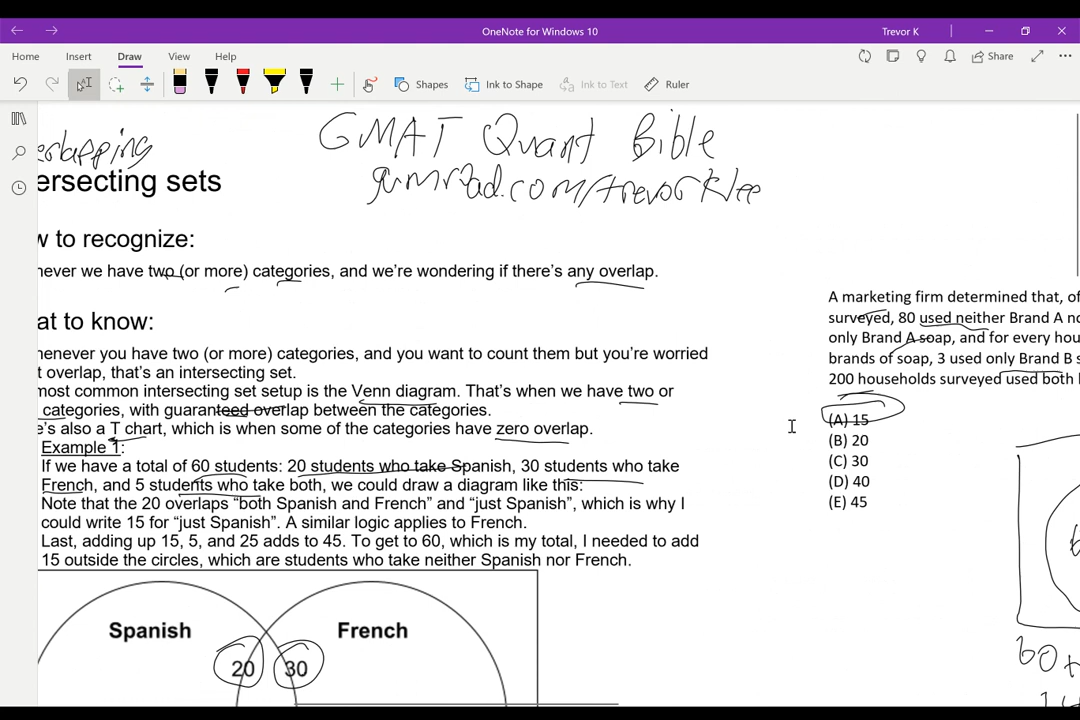 OneNote for Windows 10
Trevor K
Home Insert Draw View Help
Share
Shapes Ink to Shape Ink to Text Ruler
GMAT Quant Bible
gumroad.com/trevorklee
erlapping
ersecting sets
w to recognize:
never we have two (or more) categories, and we're wondering if there's any overlap.
at to know:
henever you have two (or more) categories, and you want to count them but you're worried
t overlap, that's an intersecting set.
most common intersecting set setup is the Venn diagram. That's when we have two or
categories, with guaranteed overlap between the categories.
e's also a T chart, which is when some of the categories have zero overlap.
Example 1:
If we have a total of 60 students: 20 students who take Spanish, 30 students who take
French, and 5 students who take both, we could draw a diagram like this:
Note that the 20 overlaps "both Spanish and French" and "just Spanish", which is why I
could write 15 for "just Spanish". A similar logic applies to French.
Last, adding up 15, 5, and 25 adds to 45. To get to 60, which is my total, I needed to add
15 outside the circles, which are students who take neither Spanish nor French.
Spanish French
20 30
A marketing firm determined that, of
surveyed, 80 used neither Brand A no
only Brand A soap, and for every hou
brands of soap, 3 used only Brand B s
200 households surveyed used both
(A) 15
(B) 20
(C) 30
(D) 40
(E) 45
60+